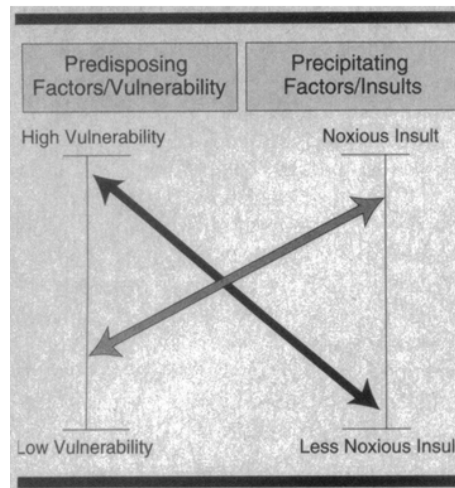 Predisposing
Factors/Vulnerability
Precipitating
Factors/Insults
High Vulnerability
Noxious Insult
Low Vulnerability
Less Noxious Insul